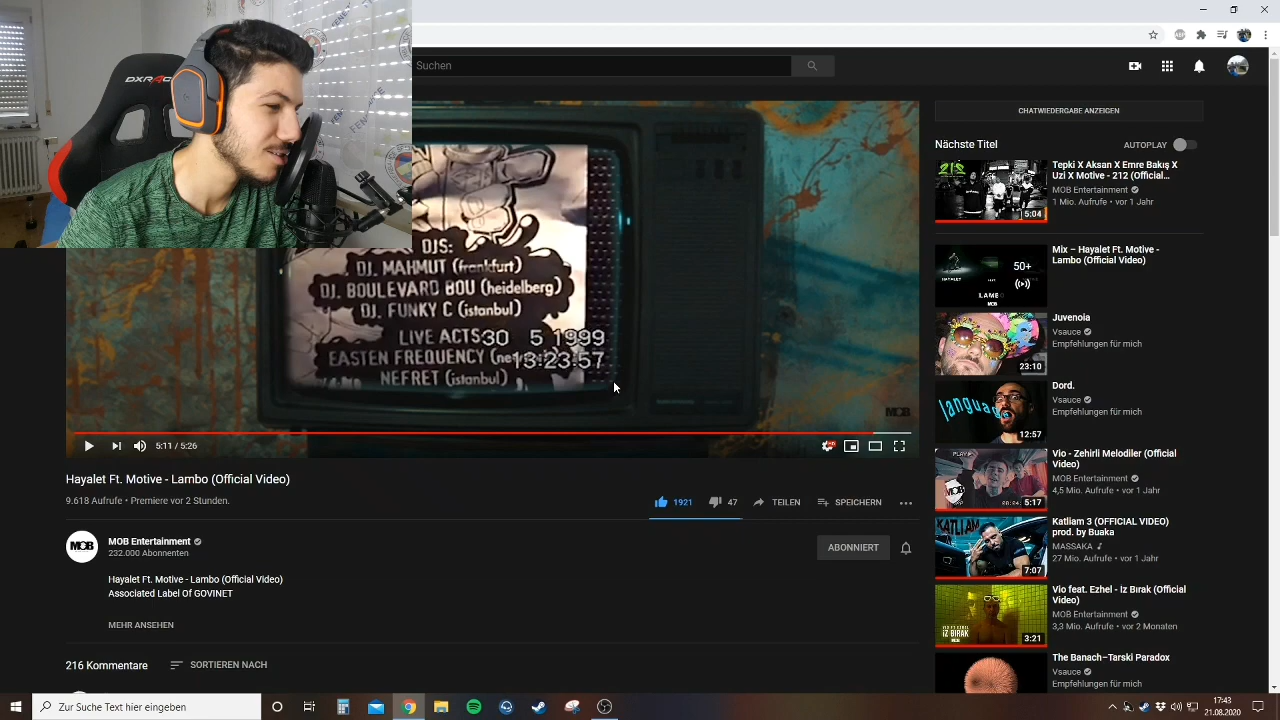 DXR4C
FENE
Suchen
CHATWIEDERGABE ANZEIGEN
Nächste Titel
AUTOPLAY
Tepki X Aksan X Emre Bakış X
Uzi X Motive - 212 (Official...
MOB Entertainment
1 Mio. Aufrufe • vor 1 Jahr
5:04
DJS:
DJ. MAHMUT (frankfurt)
DJ. BOULEVARD BOU (heidelberg)
DJ. FUNKY C (istanbul)
LIVE ACTS
30 5 1999
EASTEN FREQUENCY
13:23:57
NEFRET (istanbul)
MOB
5:11 / 5:26
Mix – Hayalet Ft. Motive -
Lambo (Official Video)
50+
Juvenoia
Vsauce
Empfehlungen für mich
23:10
Dord.
Vsauce
Empfehlungen für mich
language
12:57
Vio - Zehirli Melodiler (Official
Video)
MOB Entertainment
4,5 Mio. Aufrufe • vor 1 Jahr
PLAY
MOB
5:17
Katliam 3 (OFFICIAL VIDEO)
prod. by Buaka
MASSAKA
27 Mio. Aufrufe • vor 1 Jahr
KATLIAM
7:07
Vio feat. Ezhel - Iz Bırak (Official
Video)
MOB Entertainment
3,3 Mio. Aufrufe • vor 2 Monaten
VIO EZHEL
İZ BIRAK
3:21
The Banach–Tarski Paradox
Vsauce
Empfehlungen für mich
Hayalet Ft. Motive - Lambo (Official Video)
9.618 Aufrufe • Premiere vor 2 Stunden.
1921
47
TEILEN
SPEICHERN
MOB
MOB Entertainment
232.000 Abonnenten
ABONNIERT
Hayalet Ft. Motive - Lambo (Official Video)
Associated Label Of GOVINET
MEHR ANSEHEN
216 Kommentare
SORTIEREN NACH
Zur Suche Text hier eingeben
17:43
21.08.2020